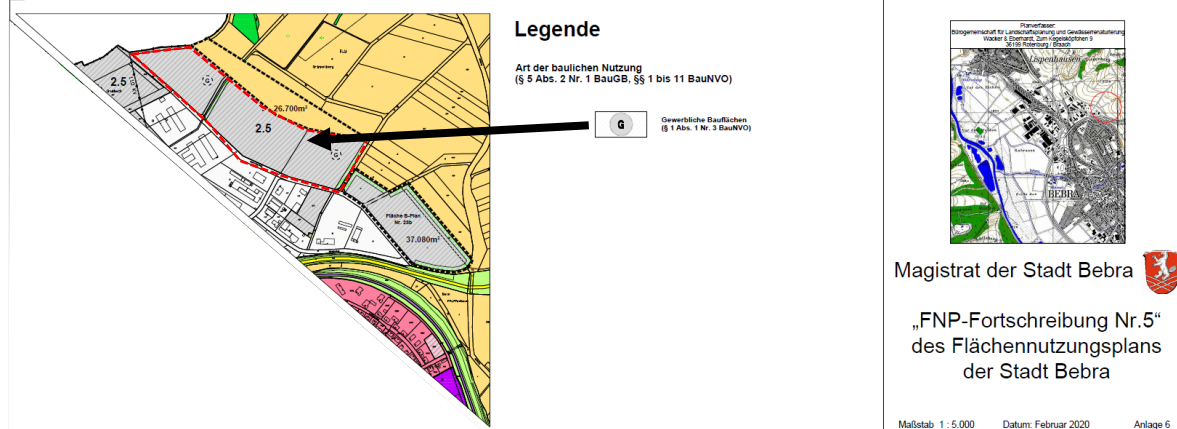 Legende
Art der baulichen Nutzung
(§ 5 Abs. 2 Nr. 1 BauGB, §§ 1 bis 11 BauNVO)
G
Gewerbliche Bauflächen
(§ 1 Abs. 1 Nr. 3 BauNVO)
2.5
26.700m²
2.5
G
G
Fläche B-Plan
Nr. 33b
37.080m²
Planverfasser:
Bürogemeinschaft für Landschaftsplanung und Gewässerrenaturierung
Wacker & Eberhardt, Zum Kegelsköpfchen 9
36199 Rotenburg / Braach
Lispenhausen
BEBRA
Magistrat der Stadt Bebra
„FNP-Fortschreibung Nr.5“
des Flächennutzungsplans
der Stadt Bebra
Maßstab 1 : 5.000 Datum: Februar 2020 Anlage 6